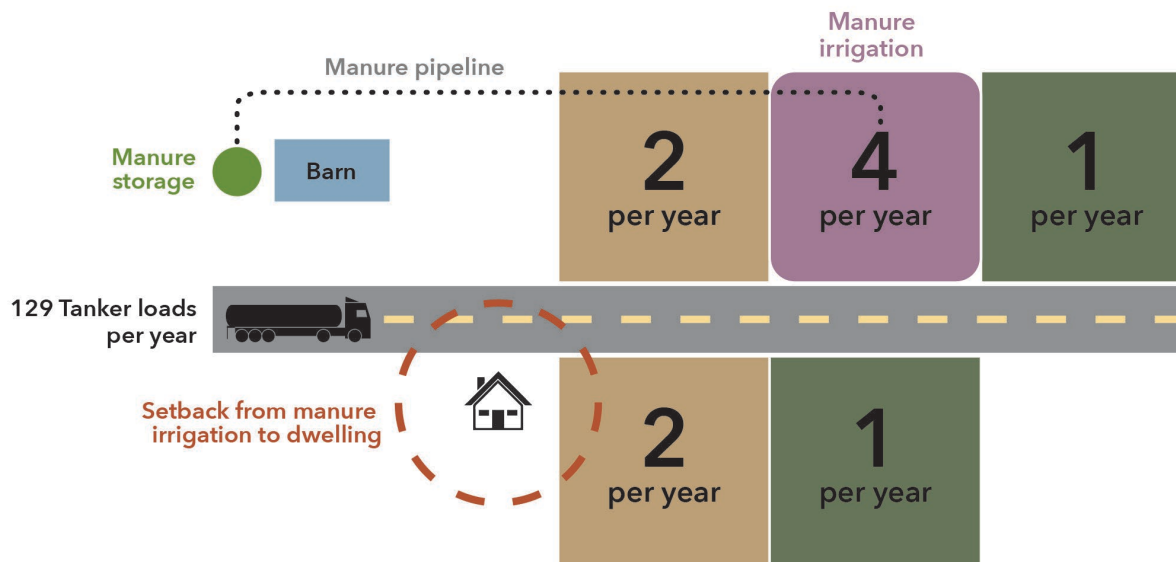 Manure
irrigation
Manure pipeline
Manure
storage
Barn
2
per year
4
per year
1
per year
129 Tanker loads
per year
Setback from manure
irrigation to dwelling
2
per year
1
per year